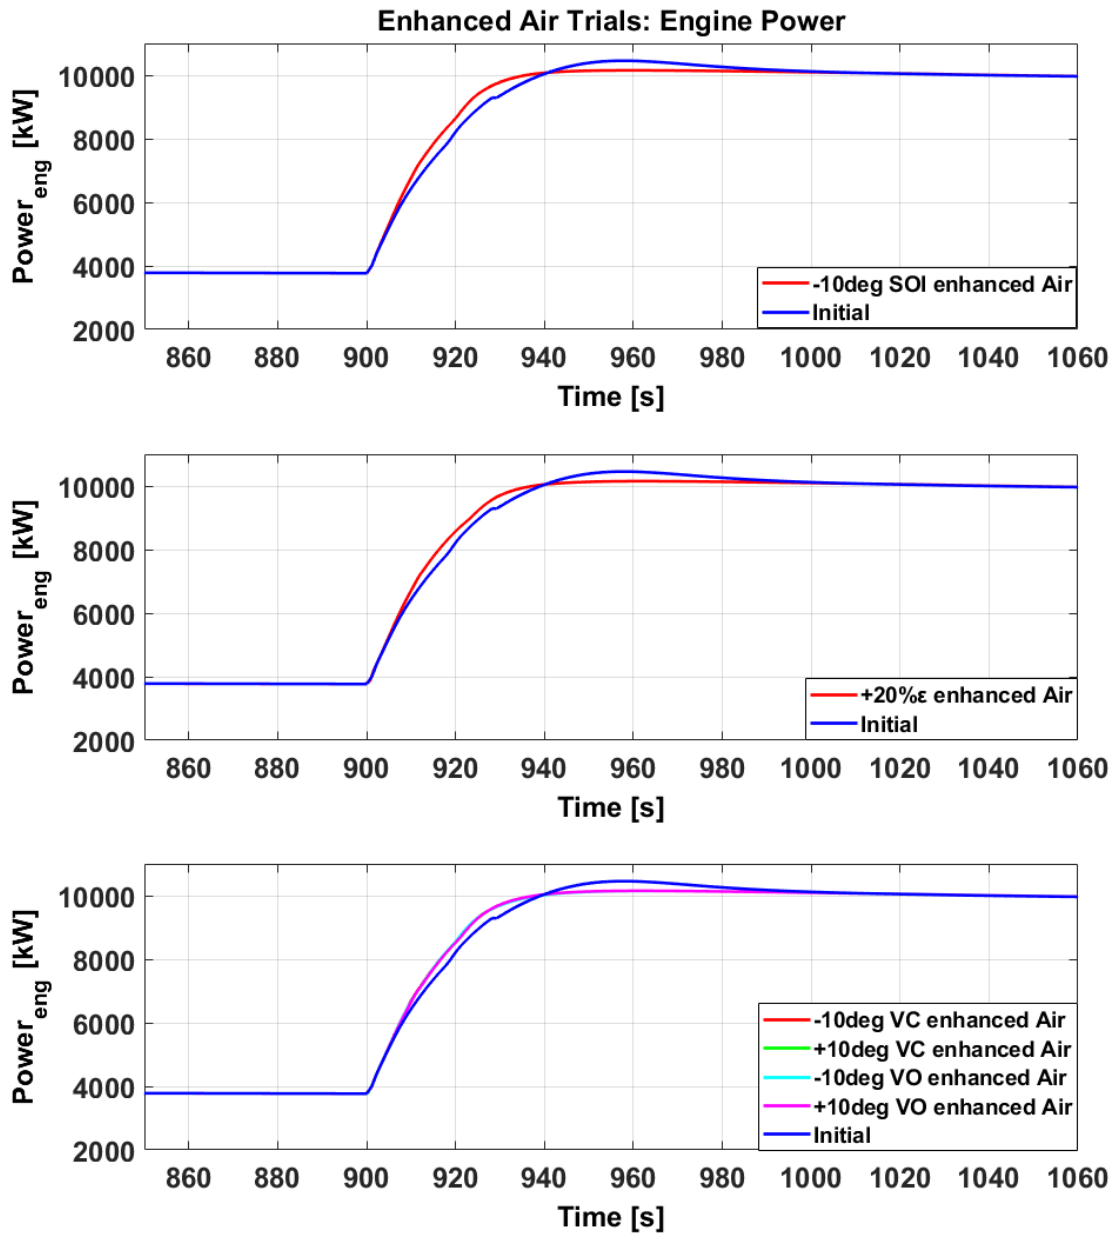 Enhanced Air Trials: Engine Power
Power_eng [kW]
10000
8000
6000
4000
2000
-10deg SOI enhanced Air
Initial
860 880 900 920 940 960 980 1000 1020 1040 1060
Time [s]
Power_eng [kW]
10000
8000
6000
4000
2000
+20%ε enhanced Air
Initial
860 880 900 920 940 960 980 1000 1020 1040 1060
Time [s]
Power_eng [kW]
10000
8000
6000
4000
2000
-10deg VC enhanced Air
+10deg VC enhanced Air
-10deg VO enhanced Air
+10deg VO enhanced Air
Initial
860 880 900 920 940 960 980 1000 1020 1040 1060
Time [s]